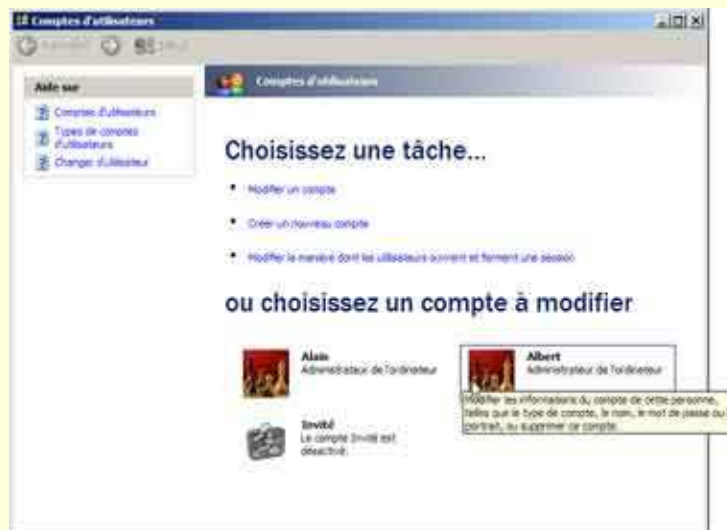 Comptes d'utilisateurs
Aide sur
Comptes d'utilisateurs
Types de comptes
d'utilisateurs
Changer d'utilisateur
Comptes d'utilisateurs
Choisissez une tâche...
Modifier un compte
Créer un nouveau compte
Modifier la manière dont les utilisateurs ouvrent et ferment une session
ou choisissez un compte à modifier
Alain
Administrateur de l'ordinateur
Albert
Administrateur de l'ordinateur
Modifier les informations du compte de cette personne,
telles que le type de compte, le nom, le mot de passe ou
portrait, ou supprimer ce compte.
Invité
Le compte Invité est
désactivé.